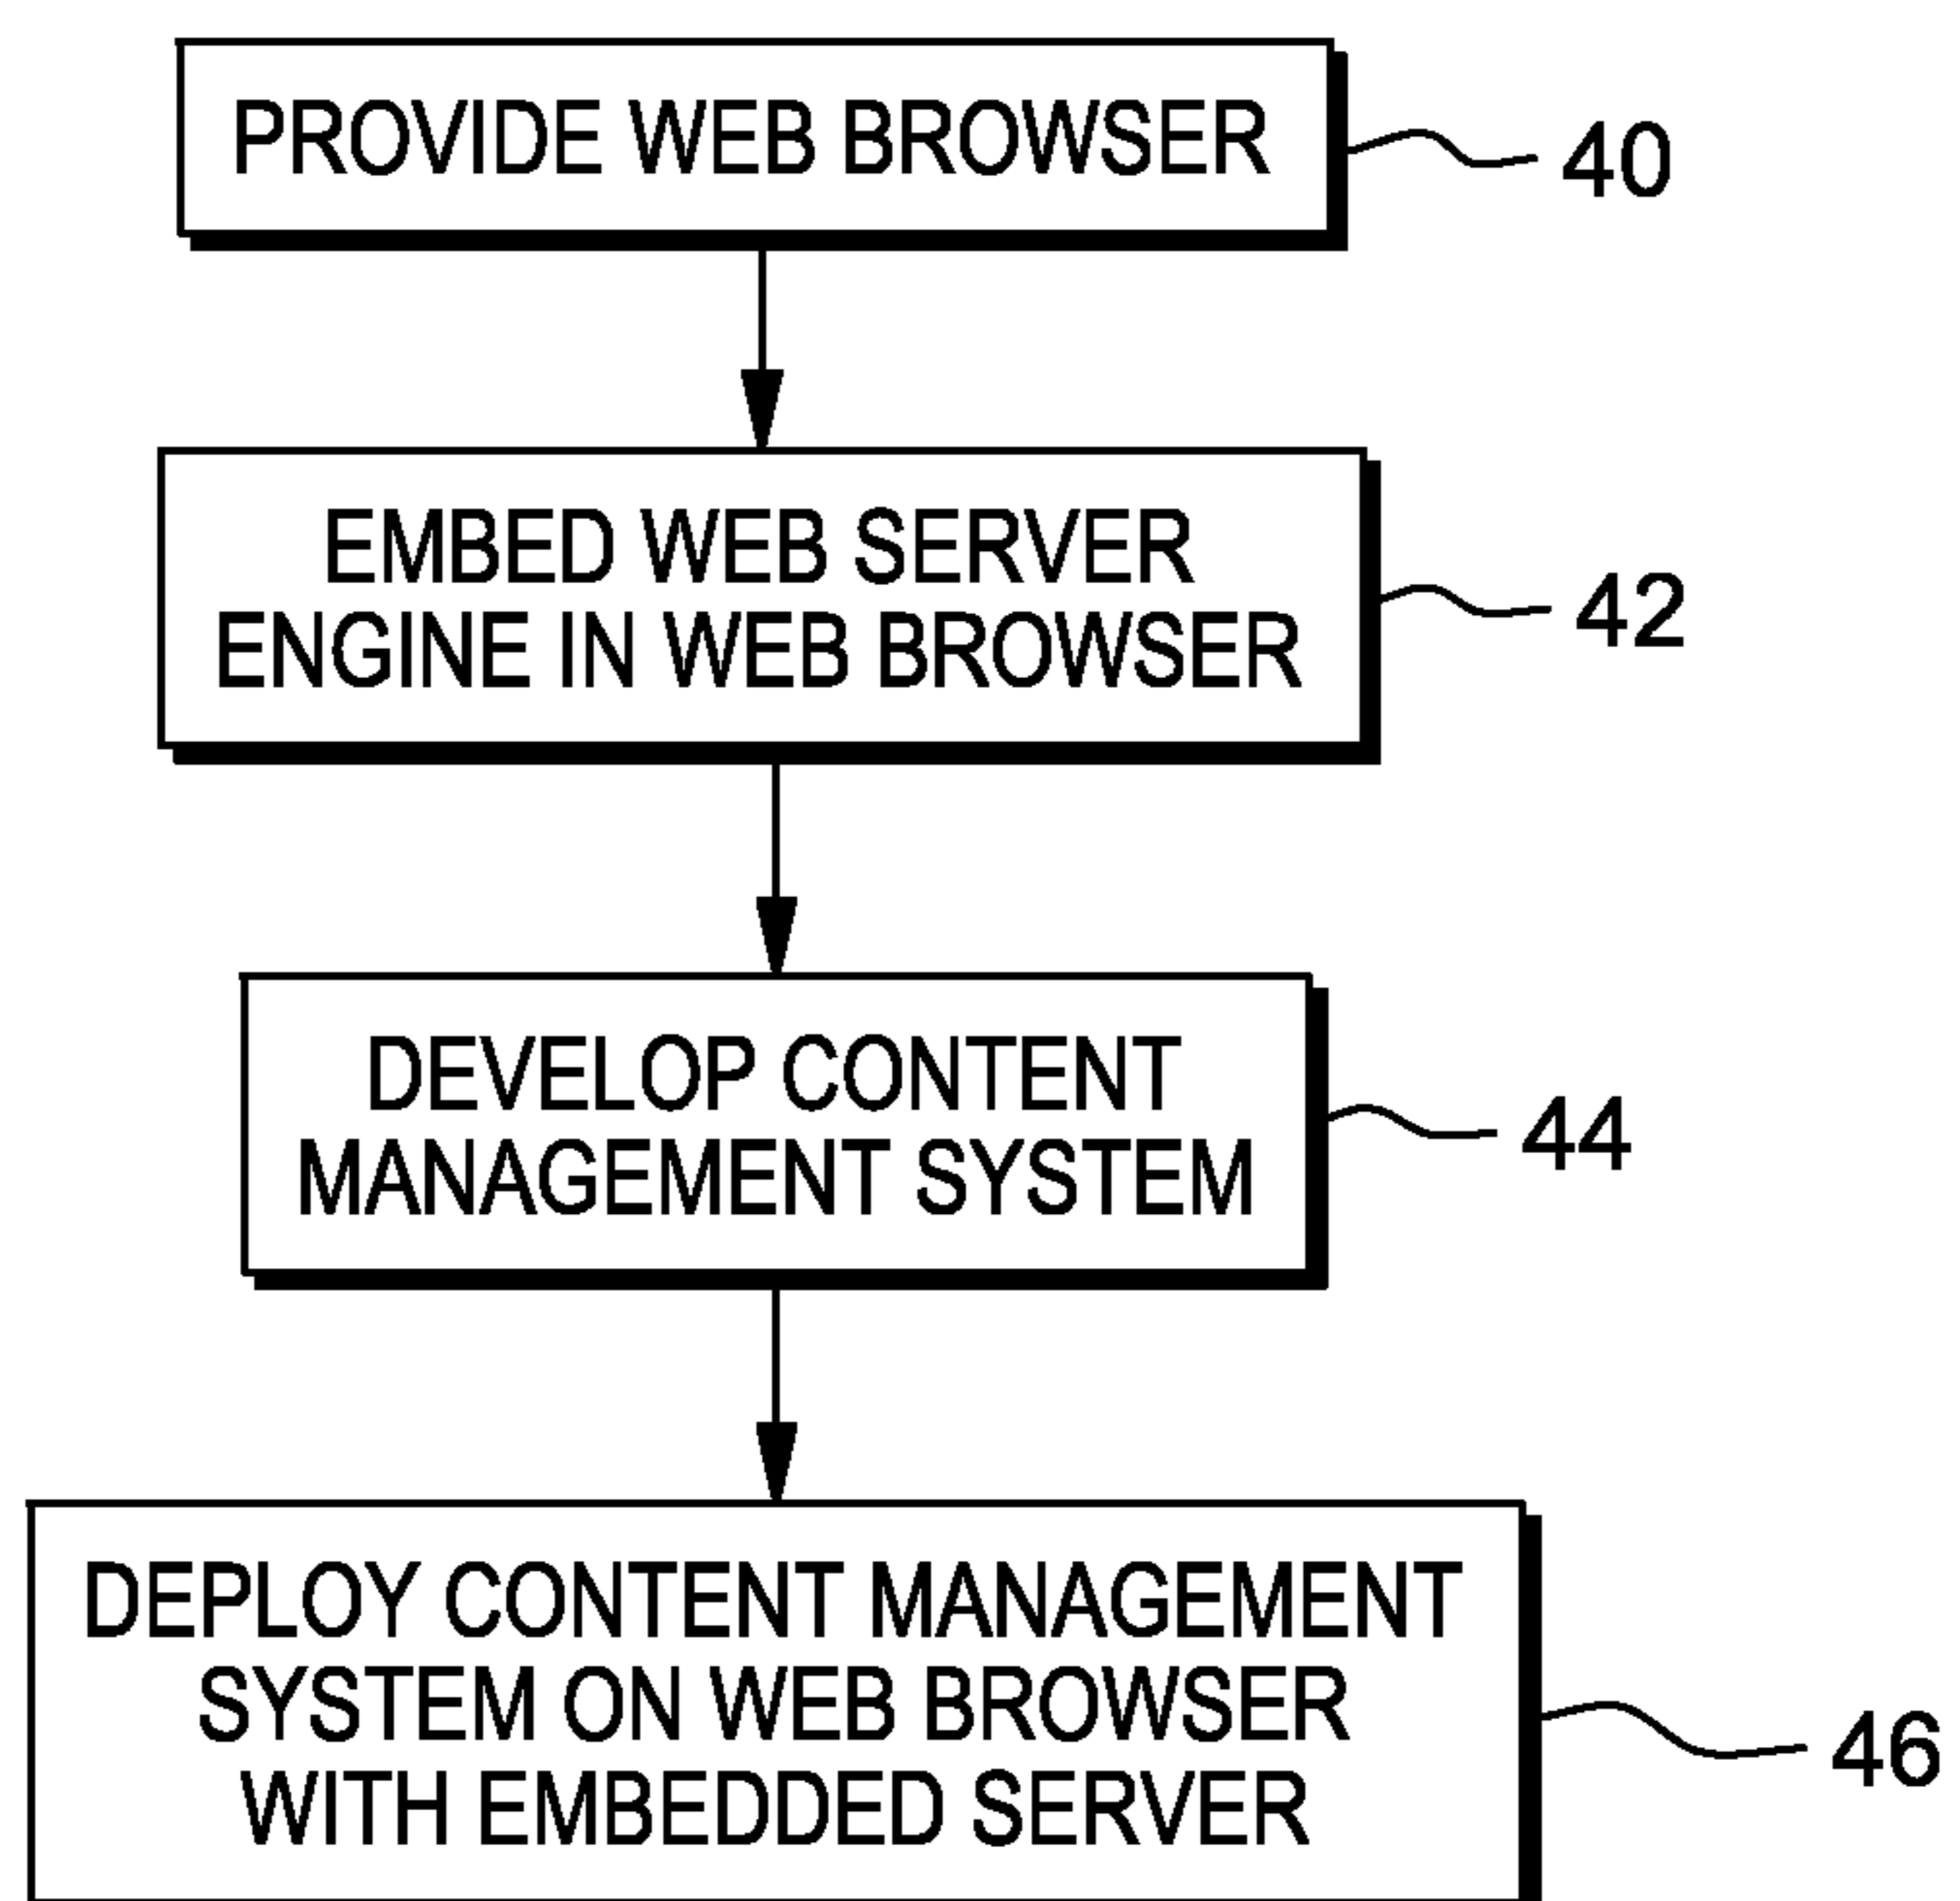 PROVIDE WEB BROWSER
40
EMBED WEB SERVER
ENGINE IN WEB BROWSER
42
DEVELOP CONTENT
MANAGEMENT SYSTEM
44
DEPLOY CONTENT MANAGEMENT
SYSTEM ON WEB BROWSER
WITH EMBEDDED SERVER
46